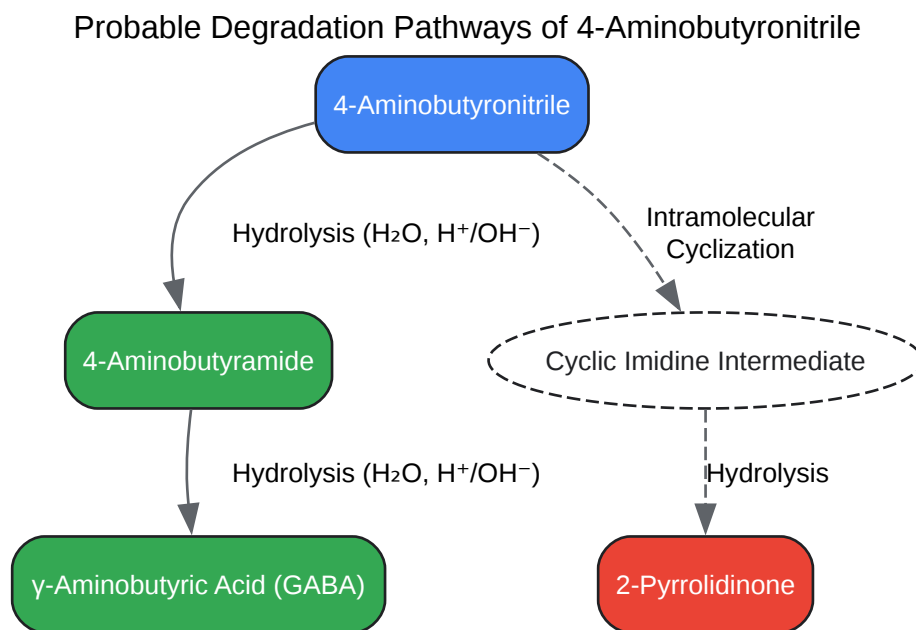 Probable Degradation Pathways of 4-Aminobutyronitrile
4-Aminobutyronitrile
Hydrolysis (H₂O, H⁺/OH⁻)
Intramolecular
Cyclization
4-Aminobutyramide
Cyclic Imidine Intermediate
Hydrolysis (H₂O, H⁺/OH⁻)
Hydrolysis
γ-Aminobutyric Acid (GABA)
2-Pyrrolidinone